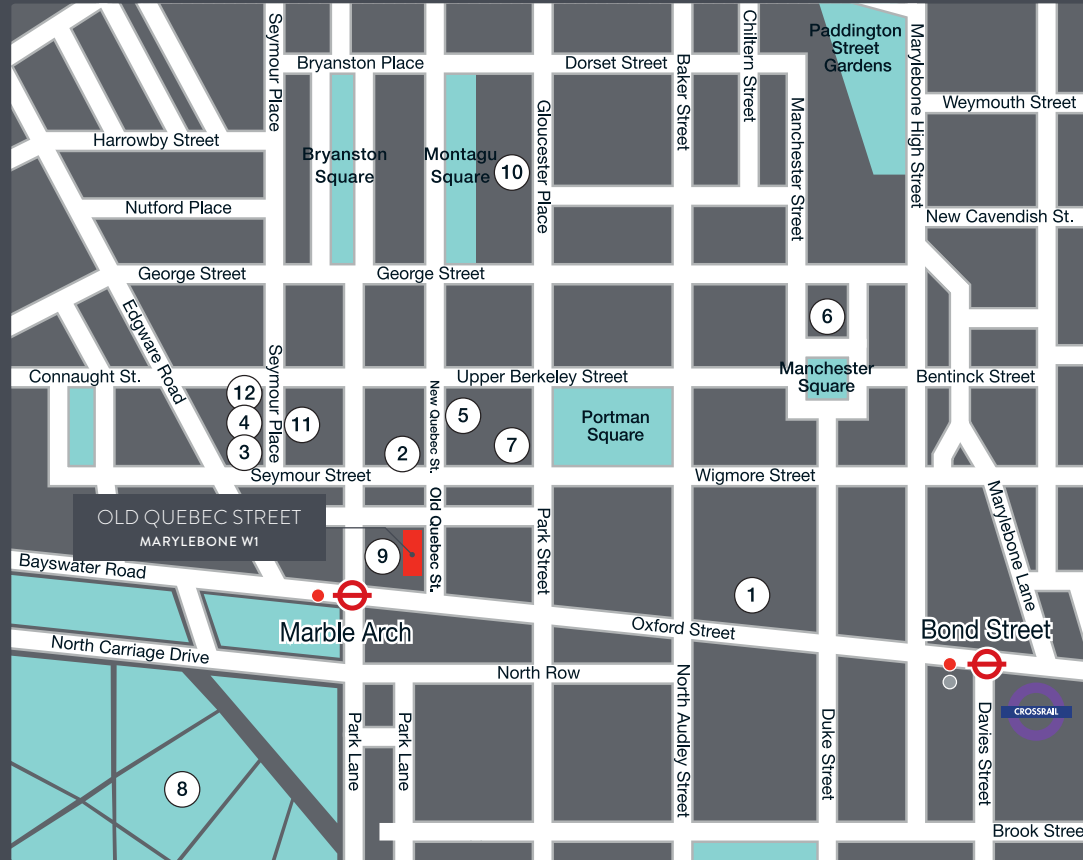 Seymour Place
Bryanston Place
Dorset Street
Baker Street
Chiltern Street
Paddington
Street
Gardens
Marylebone High Street
Weymouth Street
Manchester Street
Gloucester Place
Harrowby Street
Bryanston
Square
Montagu
Square
10
Nutford Place
New Cavendish St.
George Street
George Street
Edgware Road
6
Connaught St.
Seymour Place
Upper Berkeley Street
Manchester
Square
Bentinck Street
12
4
3
11
New Quebec St.
5
7
2
Portman
Square
Seymour Street
Wigmore Street
Marylebone Lane
OLD QUEBEC STREET
MARYLEBONE W1
Old Quebec St.
Park Street
9
Bayswater Road
1
Marble Arch
Oxford Street
Bond Street
North Carriage Drive
North Row
North Audley Street
Park Lane
Park Lane
Duke Street
Davies Street
CROSSRAIL
8
Brook Stree